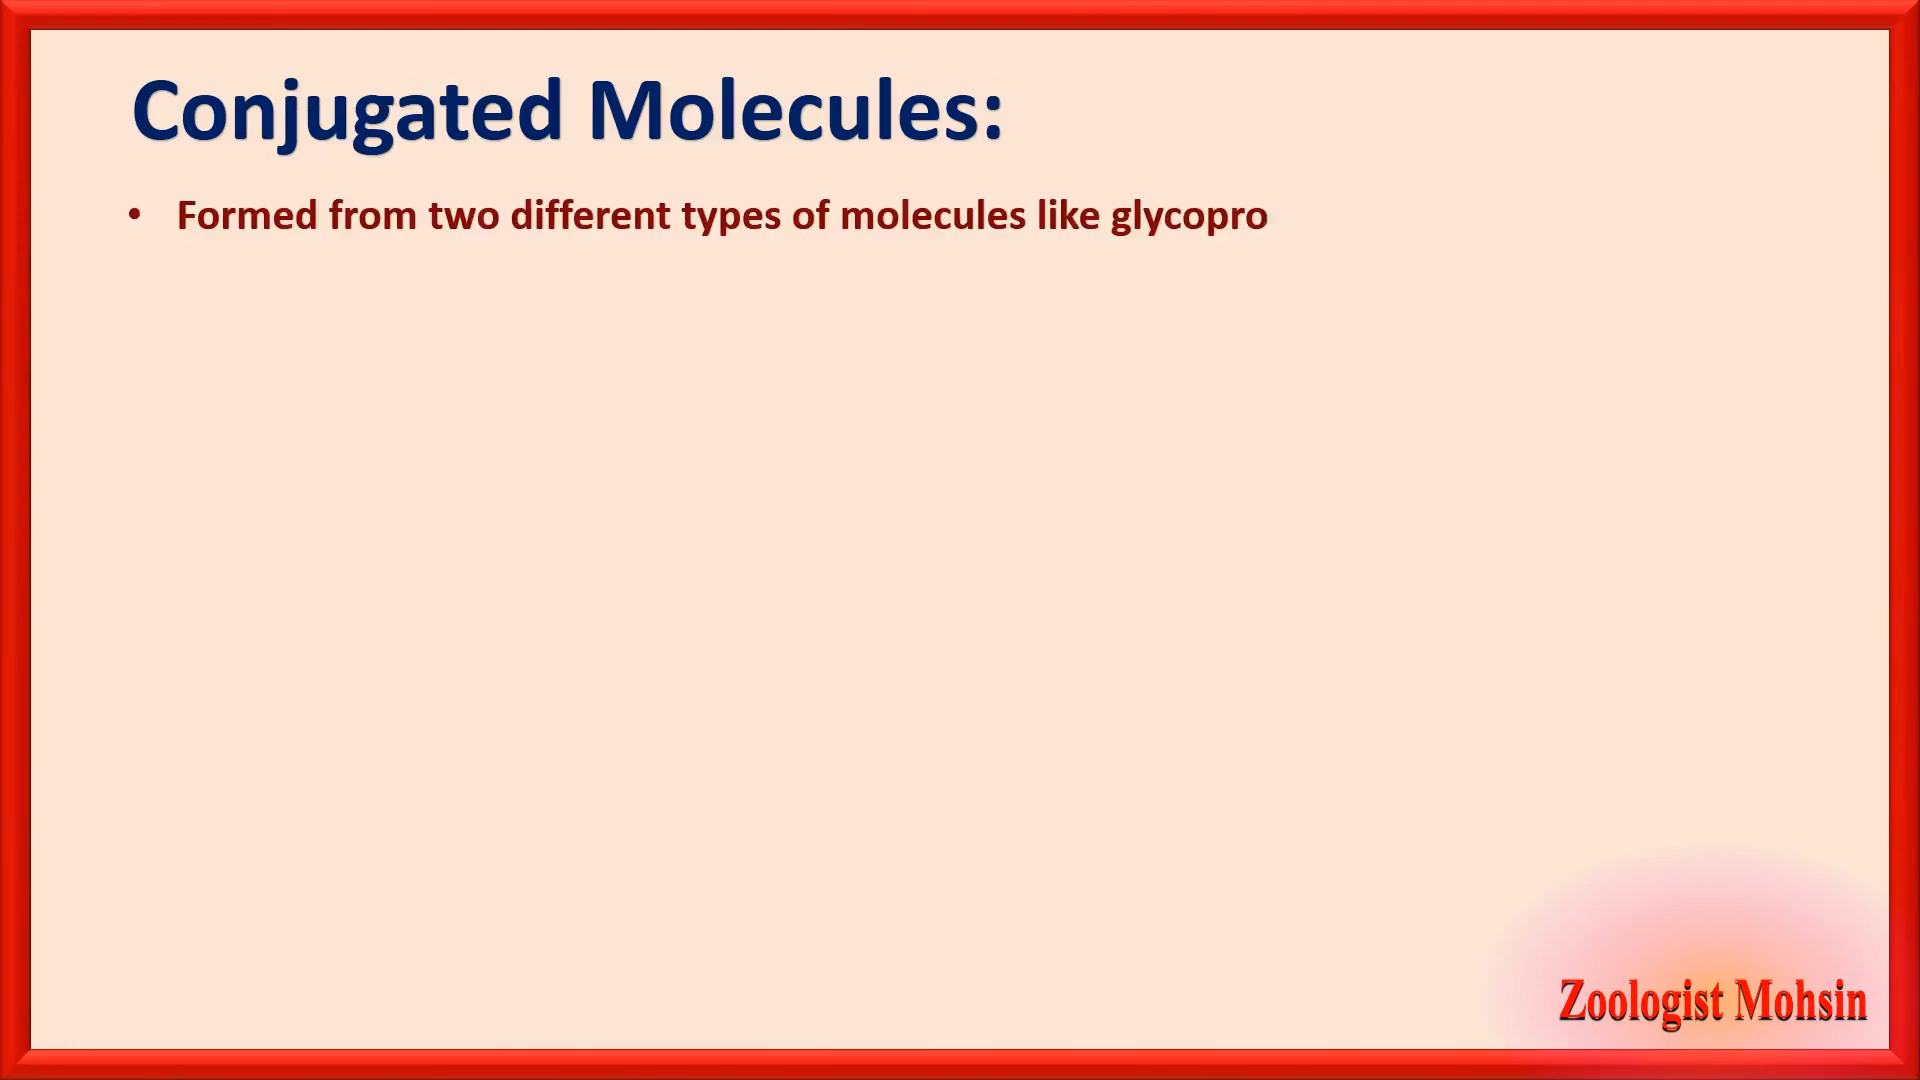 Conjugated Molecules:
• Formed from two different types of molecules like glycopro
Zoologist Mohsin